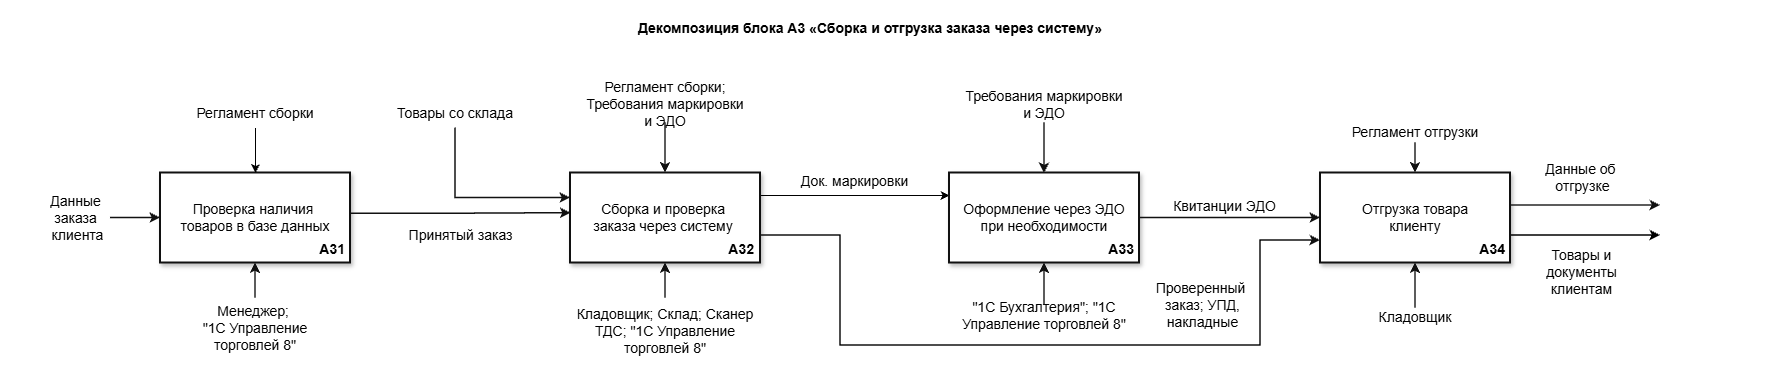 Декомпозиция блока А3 «Сборка и отгрузка заказа через систему»
Регламент сборки
Товары со склада
Регламент сборки;
Требования маркировки
и ЭДО
Требования маркировки
и ЭДО
Регламент отгрузки
Данные
заказа
клиента
Проверка наличия
товаров в базе данных
А31
Принятый заказ
Сборка и проверка
заказа через систему
А32
Док. маркировки
Оформление через ЭДО
при необходимости
А33
Квитанции ЭДО
Отгрузка товара
клиенту
А34
Данные об
отгрузке
Товары и
документы
клиентам
Менеджер;
"1С Управление
торговлей 8"
Кладовщик; Склад; Сканер
ТДС; "1С Управление
торговлей 8"
"1С Бухгалтерия"; "1С
Управление торговлей 8"
Проверенный
заказ; УПД,
накладные
Кладовщик